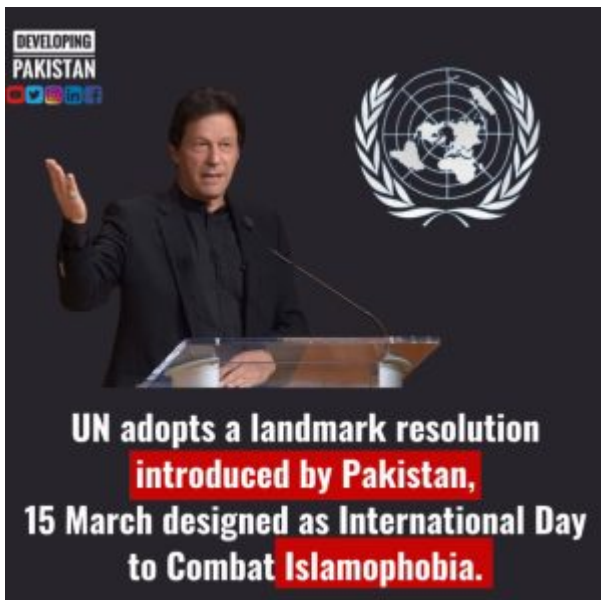 DEVELOPING
PAKISTAN
UN adopts a landmark resolution
introduced by Pakistan,
15 March designed as International Day
to Combat Islamophobia.